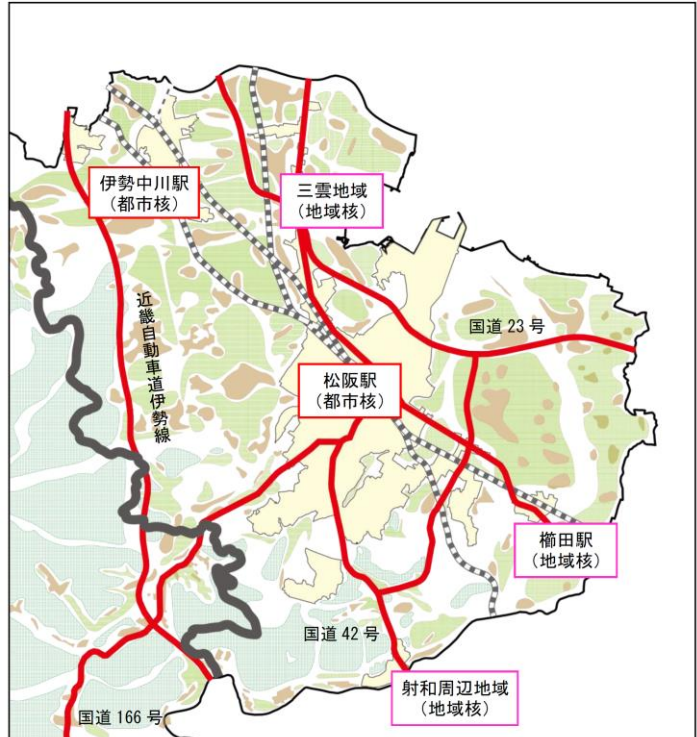 伊勢中川駅
（都市核）
三雲地域
（地域核）
近畿自動車道伊勢線
国道 23 号
松阪駅
（都市核）
櫛田駅
（地域核）
国道 42 号
射和周辺地域
（地域核）
国道 166 号